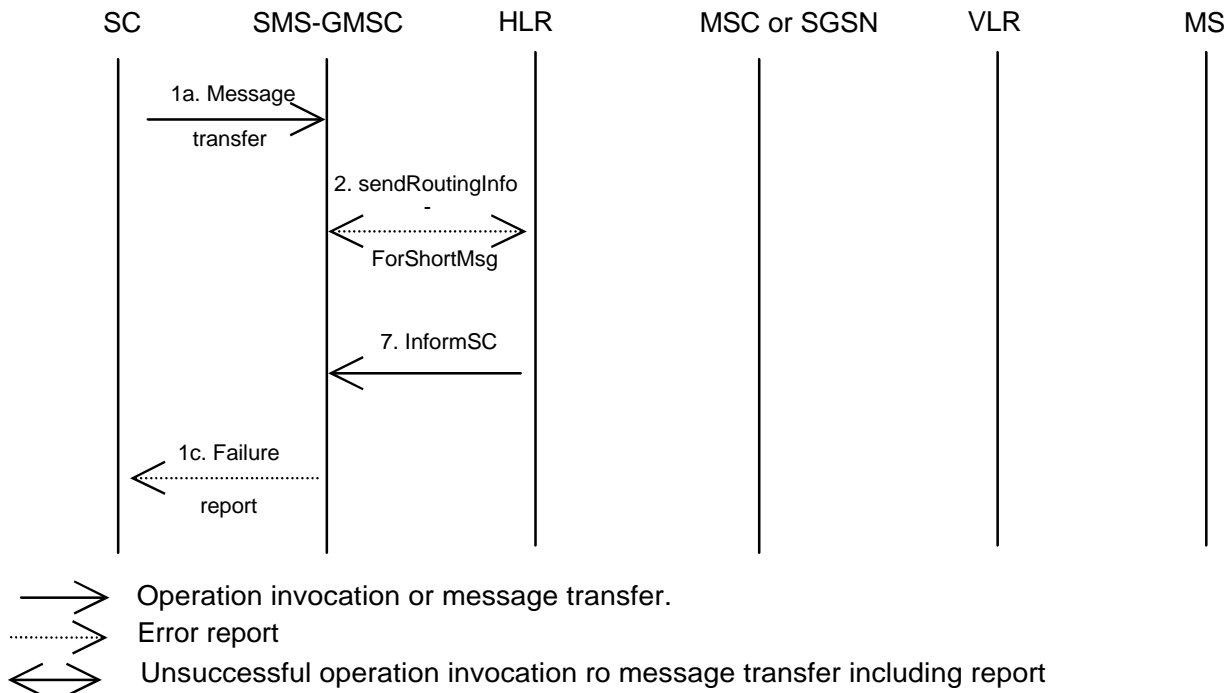 SC SMS-GMSC HLR MSC or SGSN VLR MS
1a. Message
transfer
2. sendRoutingInfo
-
ForShortMsg
7. InformSC
1c. Failure
report
Operation invocation or message transfer.
Error report
Unsuccessful operation invocation ro message transfer including report